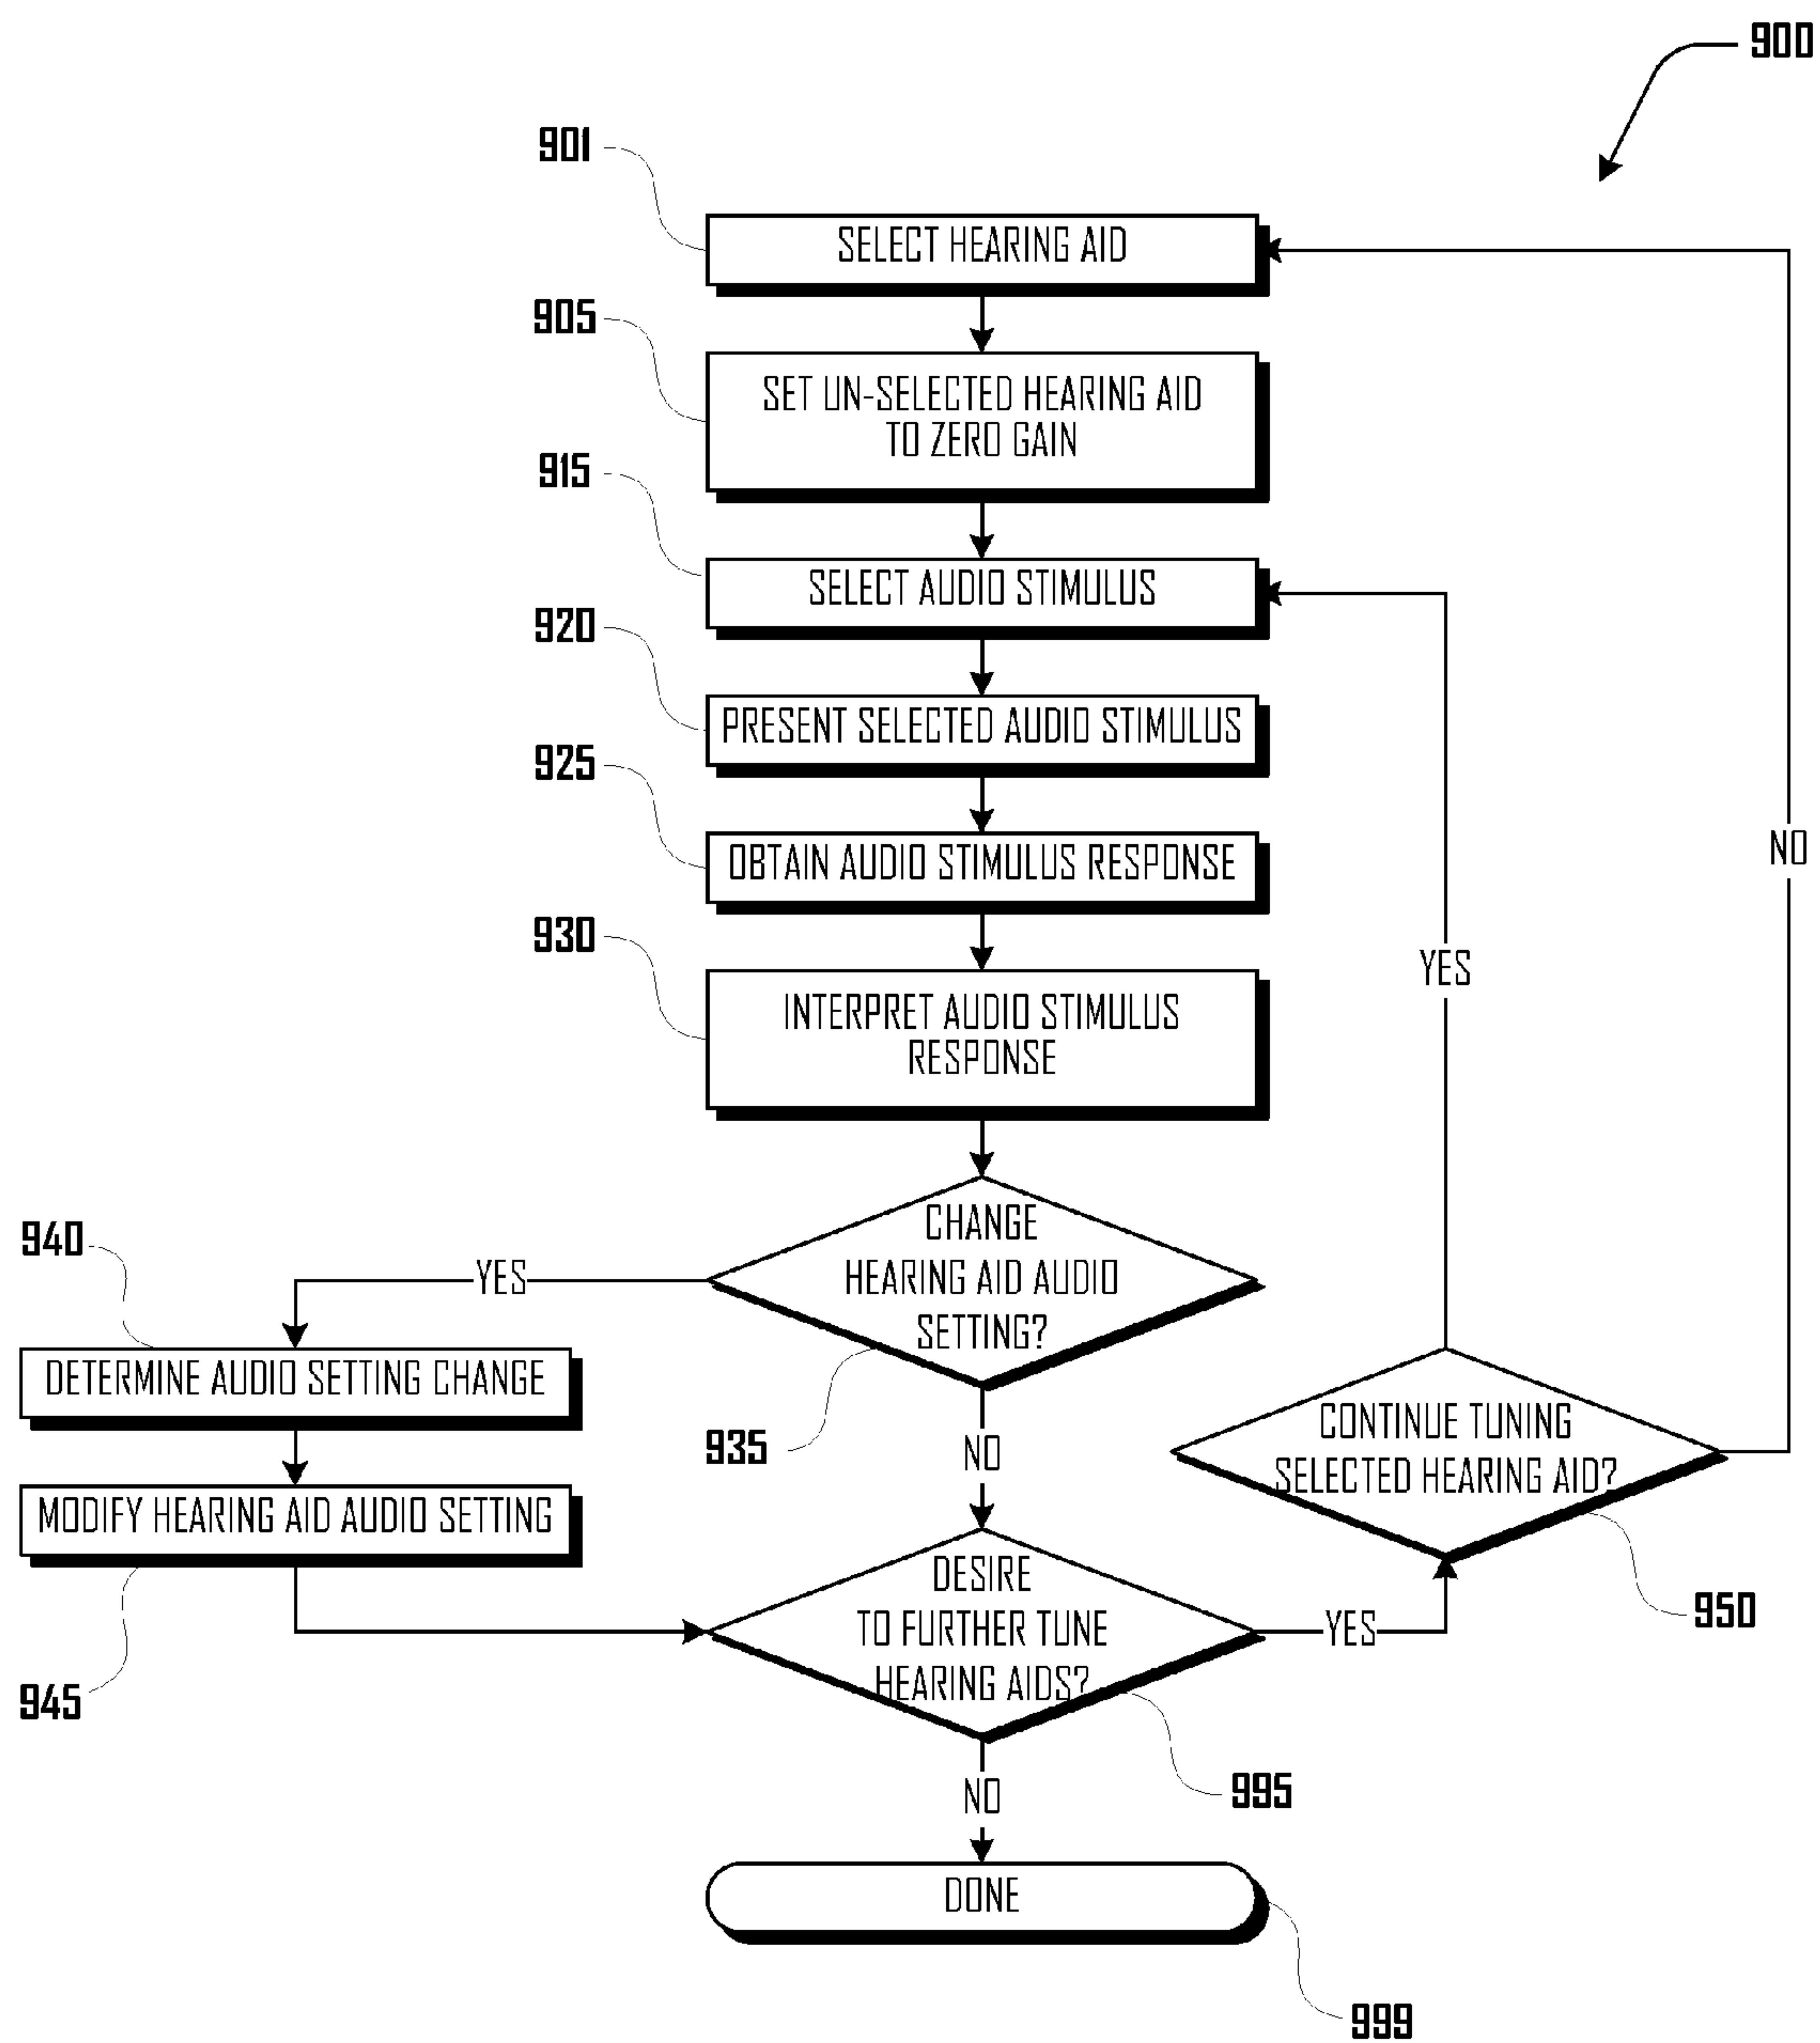 900
901
SELECT HEARING AID
905
SET UN-SELECTED HEARING AID
TO ZERO GAIN
915
SELECT AUDIO STIMULUS
920
PRESENT SELECTED AUDIO STIMULUS
925
OBTAIN AUDIO STIMULUS RESPONSE
NO
930
YES
INTERPRET AUDIO STIMULUS
RESPONSE
CHANGE
HEARING AID AUDIO
SETTING?
940
YES
DETERMINE AUDIO SETTING CHANGE
935
NO
CONTINUE TUNING
SELECTED HEARING AID?
MODIFY HEARING AID AUDIO SETTING
DESIRE
TO FURTHER TUNE
HEARING AIDS?
YES
950
945
NO
995
DONE
999